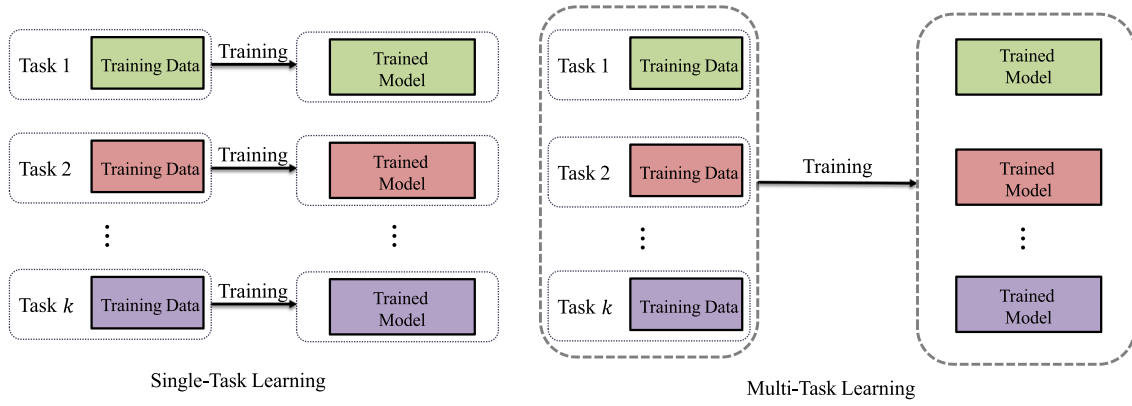 Task 1
Training Data
Training
Trained
Model
Task 2
Training Data
Training
Trained
Model
Task k
Training Data
Training
Trained
Model
Single-Task Learning
Task 1
Training Data
Task 2
Training Data
Task k
Training Data
Training
Trained
Model
Trained
Model
Trained
Model
Multi-Task Learning